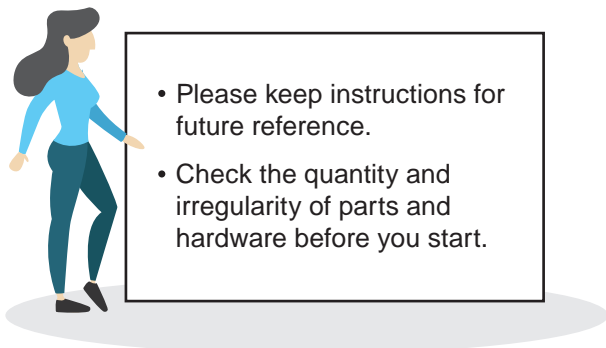 • Please keep instructions for
future reference.
• Check the quantity and
irregularity of parts and
hardware before you start.